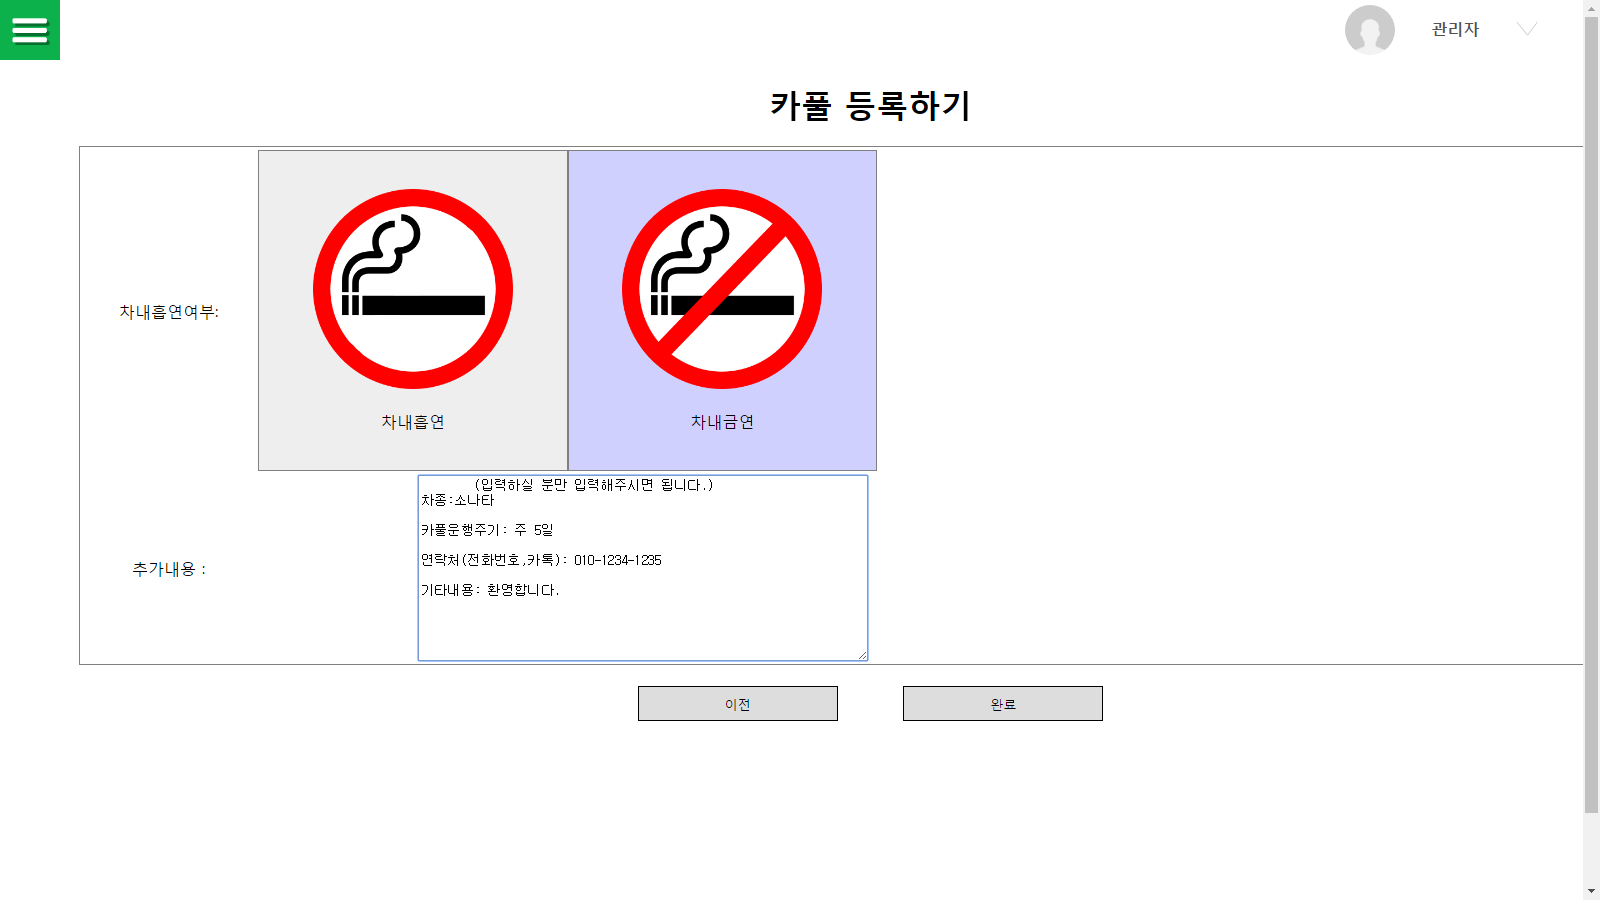 관리자
카풀 등록하기
차내흡연여부:
차내흡연
차내금연
추가내용 :
(입력하실 분만 입력해주시면 됩니다.)
차종:소나타
카풀운행주기: 주 5일
연락처(전화번호,카톡): 010-1234-1235
기타내용: 환영합니다.
이전
완료